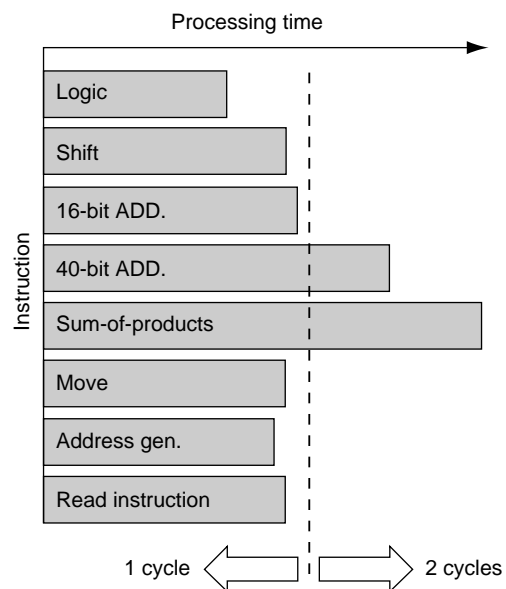 Processing time
Instruction
Logic
Shift
16-bit ADD.
40-bit ADD.
Sum-of-products
Move
Address gen.
Read instruction
1 cycle
2 cycles